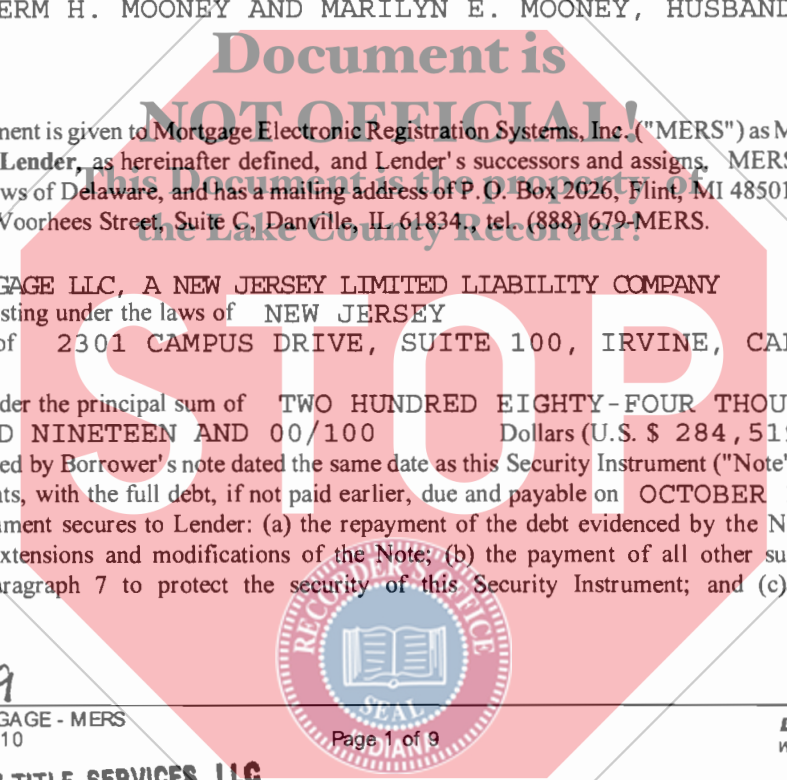 ERM H. MOONEY AND MARILYN E. MOONEY, HUSBAND
Document is
NOT OFFICIAL!
ment is given to Mortgage Electronic Registration Systems, Inc. ("MERS") as M
Lender, as hereinafter defined, and Lender's successors and assigns. MERS
This Document is the property of
ws of Delaware, and has a mailing address of P.O. Box 2026, Flint, MI 48501
the Lake County Recorder!
Voorhees Street, Suite C, Danville, IL 61834., tel. (888) 679-MERS.
GAGE LLC, A NEW JERSEY LIMITED LIABILITY COMPANY
sting under the laws of NEW JERSEY
of 2301 CAMPUS DRIVE, SUITE 100, IRVINE, CAL
STOP
der the principal sum of TWO HUNDRED EIGHTY-FOUR THOU
D NINETEEN AND 00/100 Dollars (U.S. $ 284,519
ed by Borrower's note dated the same date as this Security Instrument ("Note"
nts, with the full debt, if not paid earlier, due and payable on OCTOBER
ment secures to Lender: (a) the repayment of the debt evidenced by the N
xtensions and modifications of the Note; (b) the payment of all other su
aragraph 7 to protect the security of this Security Instrument; and (c)
RECORDER'S OFFICE
SEAL
INDIANA
9
GAGE - MERS
10
Page 1 of 9
TITLE SERVICES, LLC